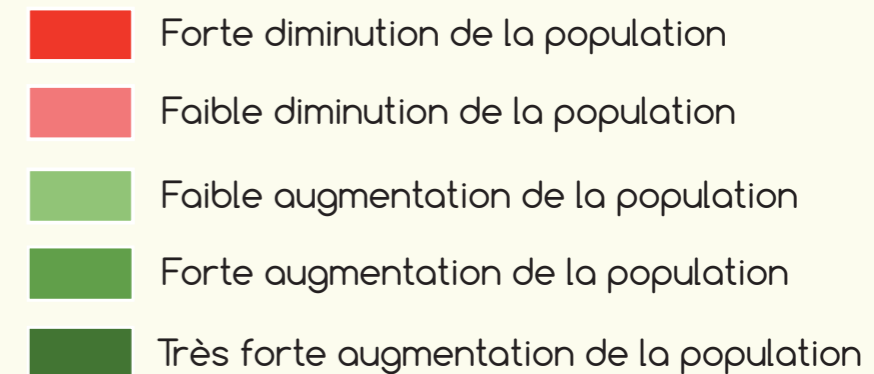 Forte diminution de la population
Faible diminution de la population
Faible augmentation de la population
Forte augmentation de la population
Très forte augmentation de la population